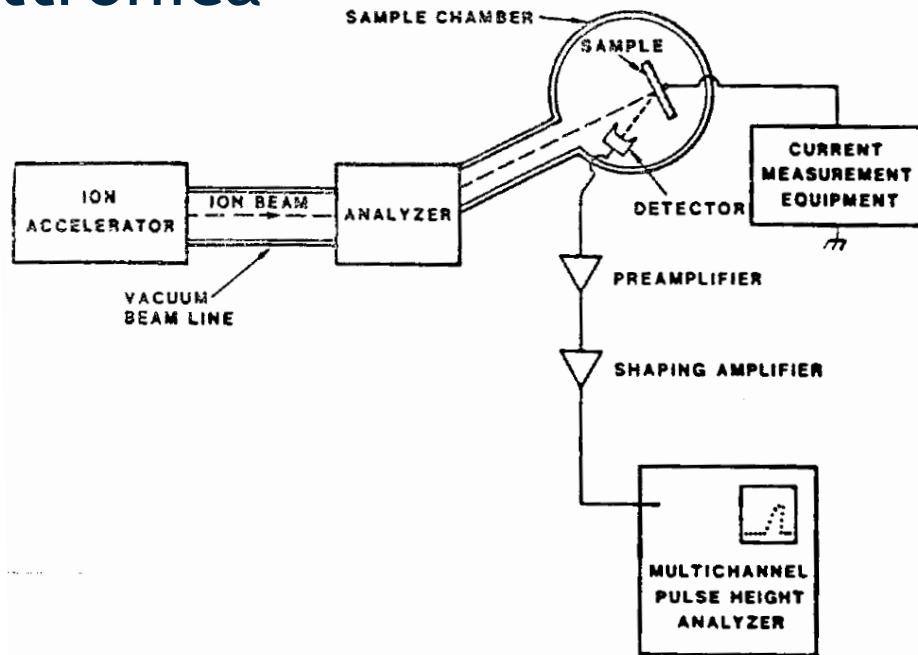 SAMPLE CHAMBER
SAMPLE
ION
ACCELERATOR
ION BEAM
ANALYZER
VACUUM
BEAM LINE
DETECTOR
CURRENT
MEASUREMENT
EQUIPMENT
PREAMPLIFIER
SHAPING AMPLIFIER
MULTICHANNEL
PULSE HEIGHT
ANALYZER